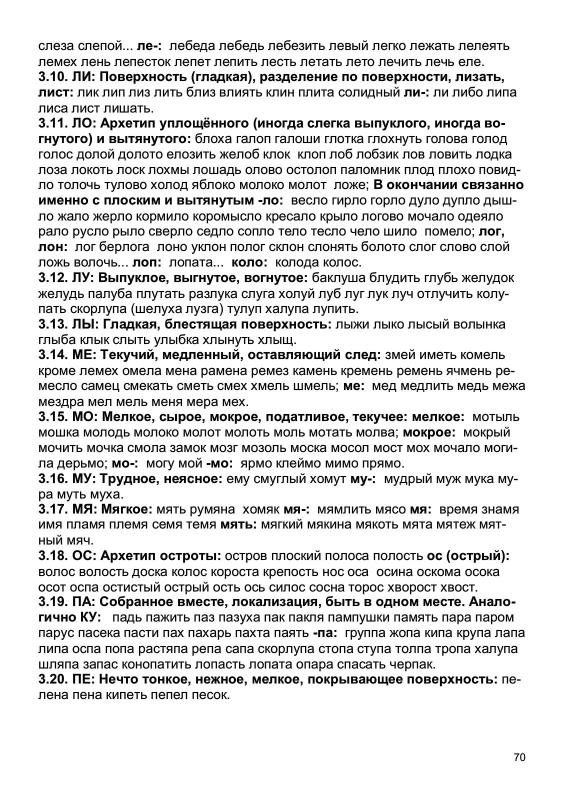 слеза слепой... ле-:  лебеда лебедь лебезить левый легко лежать лелеять
лемех лень лепесток лепет лепить лесть летать лето лечить лечь еле.
3.10. ЛИ: Поверхность (гладкая), разделение по поверхности, лизать,
лист: лик лип лиз лить близ влиять клин плита солидный ли-: ли либо липа
лиса лист лишать.
3.11. ЛО: Архетип уплощённого (иногда слегка выпуклого, иногда во-
гнутого) и вытянутого: блоха галоп галоши глотка глохнуть голова голод
голос долой долото елозить желоб клок  клоп лоб лобзик лов ловить лодка
лоза локоть лоск лохмы лошадь олово остолоп паломник плод плохо повид-
ло толочь тулово холод яблоко молоко молот  ложе; В окончании связанно
именно с плоским и вытянутым -ло:  весло гирло горло дуло дупло дыш-
ло жало жерло кормило коромысло кресало крыло логово мочало одеяло
рало русло рыло сверло седло сопло тело тесло чело шило  помело; лог,
лон:  лог берлога  лоно уклон полог склон слонять болото слог слово слой
ложь волочь... лоп:  лопата...  коло:  колода колос.
3.12. ЛУ: Выпуклое, выгнутое, вогнутое: баклуша блудить глубь желудок
желудь палуба плутать разлука слуга холуй луб луг лук луч отлучить колу-
пать скорлупа (шелуха лузга) тулуп халупа лупить.
3.13. ЛЫ: Гладкая, блестящая поверхность: лыжи лыко лысый волынка
глыба клык слыть улыбка хлынуть хлыщ.
3.14. МЕ: Текучий, медленный, оставляющий след: змей иметь комель
кроме лемех омела мена рамена ремез камень кремень ремень ячмень ре-
месло самец смекать сметь смех хмель шмель; ме:  мед медлить медь межа
мездра мел мель меня мера мех.
3.15. МО: Мелкое, сырое, мокрое, податливое, текучее: мелкое:  мотыль
мошка молодь молоко молот молоть моль мотать молва; мокрое:  мокрый
мочить мочка смола замок мозг мозоль моска мосол мост мох мочало моги-
ла дерьмо; мо-:  могу мой -мо:  ярмо клеймо мимо прямо.
3.16. МУ: Трудное, неясное: ему смуглый хомут му-:  мудрый муж мука му-
ра муть муха.
3.17. МЯ: Мягкое: мять румяна  хомяк мя-:  мямлить мясо мя:  время знамя
имя пламя племя семя темя мять: мягкий мякина мякоть мята мятеж мят-
ный мяч.
3.18. ОС: Архетип остроты: остров плоский полоса полость ос (острый):
волос волость доска колос короста крепость нос оса  осина оскома осока
осот оспа остистый острый ость ось силос сосна торос хворост хвост.
3.19. ПА: Собранное вместе, локализация, быть в одном месте. Анало-
гично КУ:   падь пажить паз пазуха пак пакля пампушки память пара паром
парус пасека пасти пах пахарь пахта паять -па:  группа жопа кипа крупа лапа
липа оспа попа растяпа репа сапа скорлупа стопа ступа толпа тропа халупа
шляпа запас конопатить лопасть лопата опара спасать черпак.
3.20. ПЕ: Нечто тонкое, нежное, мелкое, покрывающее поверхность: пе-
лена пена кипеть пепел песок.
70